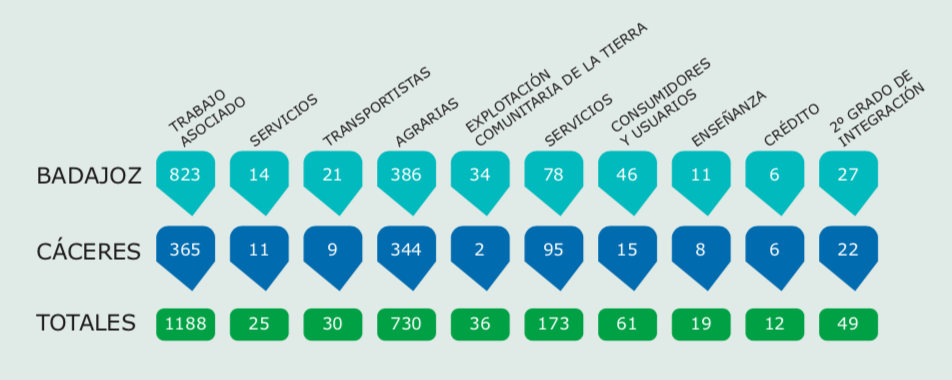 TRABAJO
ASOCIADO
SERVICIOS
TRANSPORTISTAS
AGRARIAS
EXPLOTACIÓN
COMUNITARIA DE LA TIERRA
SERVICIOS
CONSUMIDORES
Y USUARIOS
ENSEÑANZA
CRÉDITO
2º GRADO DE
INTEGRACIÓN
BADAJOZ 823 14 21 386 34 78 46 11 6 27
CÁCERES 365 11 9 344 2 95 15 8 6 22
TOTALES 1188 25 30 730 36 173 61 19 12 49